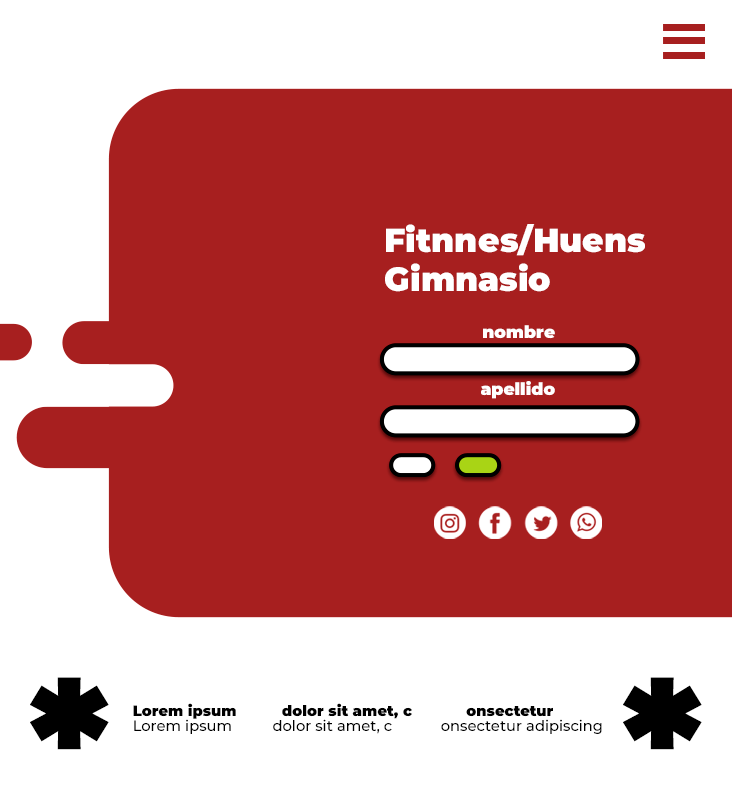 Fitnnes/Huens
Gimnasio
nombre
apellido
Lorem ipsum dolor sit amet, c onsectetur
Lorem ipsum dolor sit amet, c onsectetur adipiscing